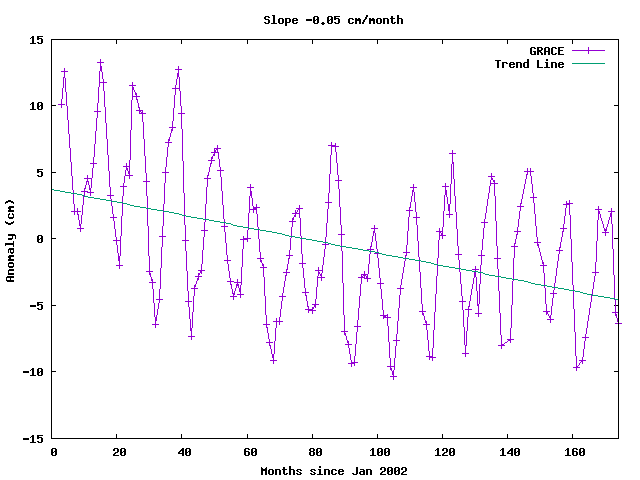 Slope -0.05 cm/month
GRACE
Trend Line
15
10
5
0
-5
-10
-15
Anomaly (cm)
0 20 40 60 80 100 120 140 160
Months since Jan 2002